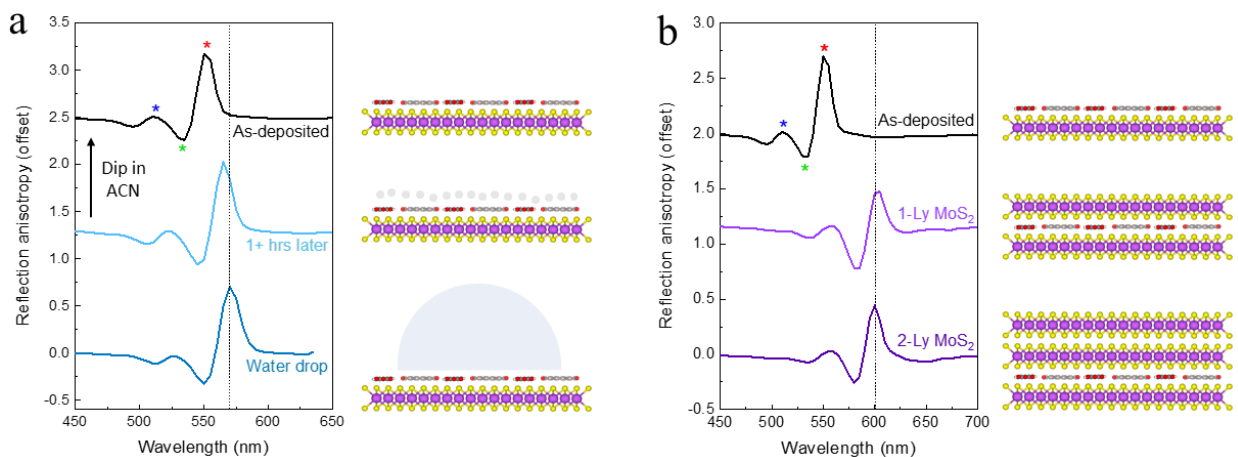 a
3.5
3.0
2.5
2.0
1.5
1.0
0.5
0.0
-0.5
Reflection anisotropy (offset)
*
*
*
As-deposited
Dip in
ACN
1+ hrs later
Water drop
450 500 550 600 650
Wavelength (nm)
b
3.0
2.5
2.0
1.5
1.0
0.5
0.0
-0.5
Reflection anisotropy (offset)
*
*
*
As-deposited
1-Ly MoS₂
2-Ly MoS₂
450 500 550 600 650 700
Wavelength (nm)